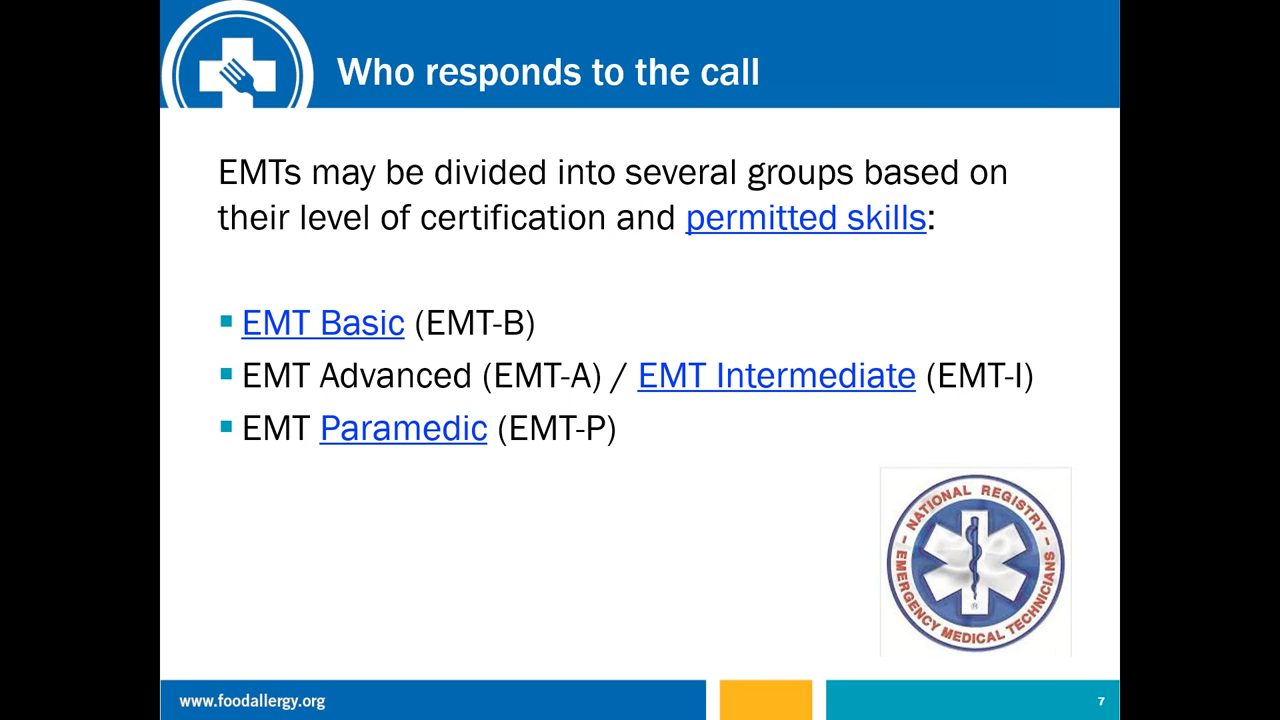 Who responds to the call
EMTs may be divided into several groups based on
their level of certification and permitted skills:
▪ EMT Basic (EMT-B)
▪ EMT Advanced (EMT-A) / EMT Intermediate (EMT-I)
▪ EMT Paramedic (EMT-P)
NATIONAL REGISTRY
EMERGENCY MEDICAL TECHNICIANS
®
www.foodallergy.org
7